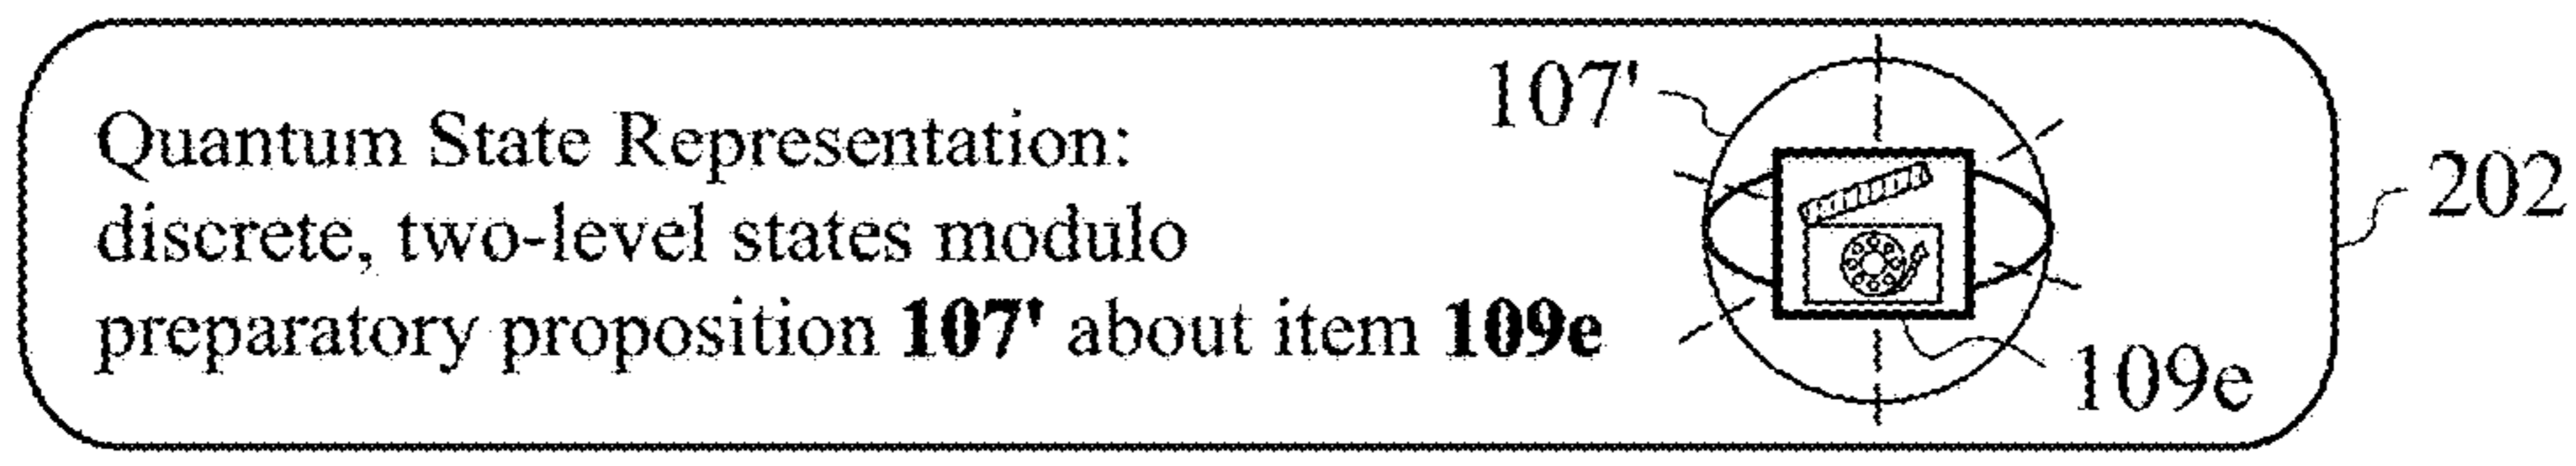 Quantum State Representation:
discrete, two-level states modulo
preparatory proposition 107' about item 109e
107'
202
109e